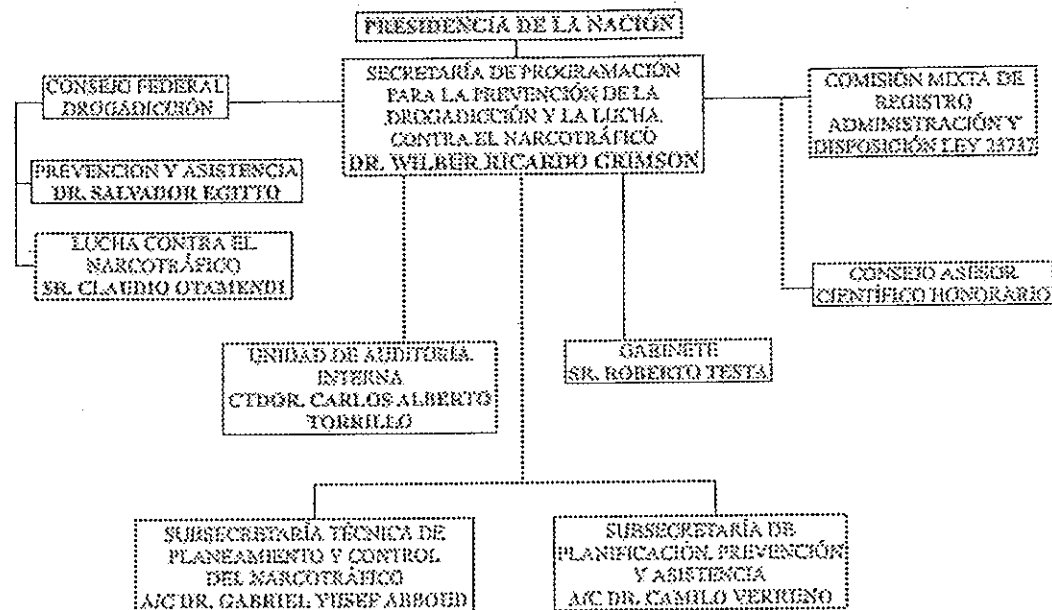 PRESIDENCIA DE LA NACIÓN
SECRETARÍA DE PROGRAMACIÓN
PARA LA PREVENCIÓN DE LA
DROGADICCIÓN Y LA LUCHA
CONTRA EL NARCOTRÁFICO
DR. WILBER RICARDO GRIMSON
CONSEJO FEDERAL
DROGADICCIÓN
PREVENCION Y ASISTENCIA
DR. SALVADOR EGITTO
LUCHA CONTRA EL
NARCOTRÁFICO
SR. CLAUDIO OTAMENDI
COMISIÓN MIXTA DE
REGISTRO
ADMINISTRACIÓN Y
DISPOSICIÓN LEY 23737
CONSEJO ASESOR
CIENTÍFICO HONORARIO
UNIDAD DE AUDITORÍA
INTERNA
CTDOR. CARLOS ALBERTO
TORRILLO
GABINETE
SR. ROBERTO TESTA
SUBSECRETARÍA TÉCNICA DE
PLANEAMIENTO Y CONTROL
DEL NARCOTRÁFICO
A/C DR. GABRIEL YUSEF ABBOUD
SUBSECRETARÍA DE
PLANIFICACIÓN, PREVENCIÓN
Y ASISTENCIA
A/C DR. CAMILO VERRUNO